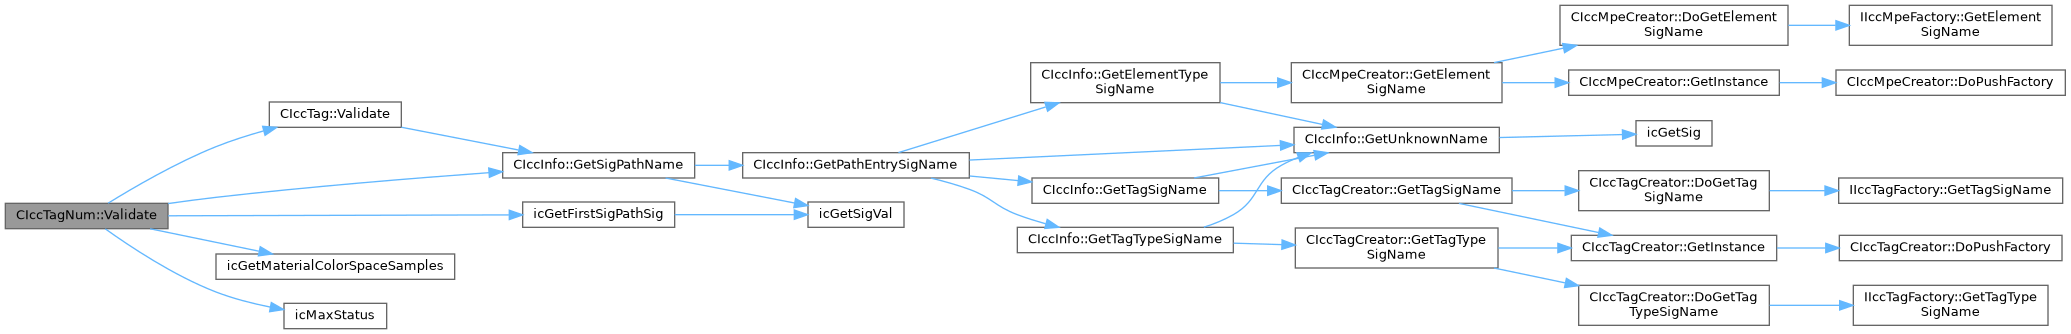 CIccTagNum::Validate
CIccTag::Validate
CIccInfo::GetSigPathName
icGetFirstSigPathSig
icGetMaterialColorSpaceSamples
icMaxStatus
CIccInfo::GetPathEntrySigName
icGetSigVal
CIccInfo::GetElementType
SigName
CIccInfo::GetTagSigName
CIccInfo::GetTagTypeSigName
CIccMpeCreator::GetElement
SigName
CIccInfo::GetUnknownName
CIccTagCreator::GetTagSigName
CIccTagCreator::GetTagType
SigName
CIccMpeCreator::DoGetElement
SigName
CIccMpeCreator::GetInstance
icGetSig
CIccTagCreator::DoGetTag
SigName
CIccTagCreator::GetInstance
CIccTagCreator::DoGetTag
TypeSigName
IIccMpeFactory::GetElement
SigName
CIccMpeCreator::DoPushFactory
IIccTagFactory::GetTagSigName
CIccTagCreator::DoPushFactory
IIccTagFactory::GetTagType
SigName